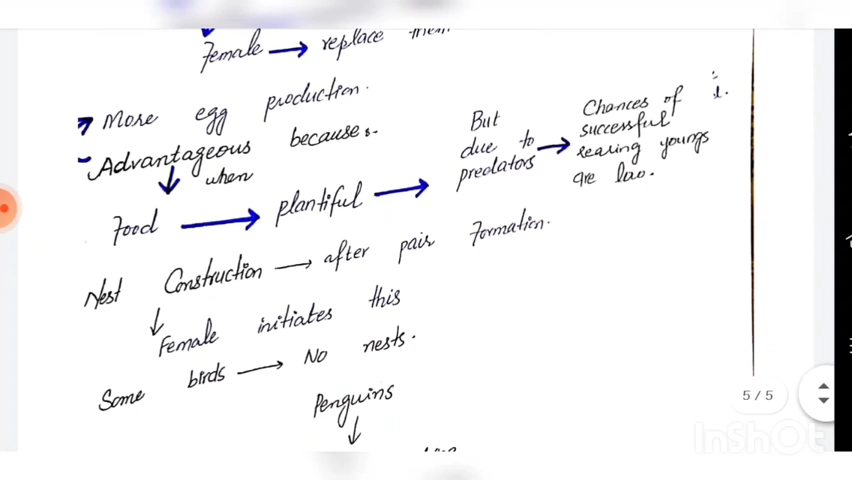 Female → replace them
→ More egg production.
- Advantageous because:-
↓ when
Food → plantiful → But due to predators → Chances of successful rearing youngs are low.
i.
Nest Construction → after pair Formation.
↓
Female initiates this
Some birds → No nests.
Penguins
↓
5 / 5
InShOt